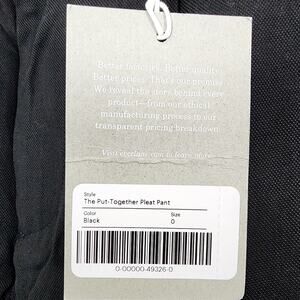 Better factories. Better quality.
Better prices. That's our promise.
We reveal the story behind every
product—from our ethical
manufacturing process to our
transparent pricing breakdown.
Visit everlane.com to learn more.
Style
The Put-Together Pleat Pant
Color Size
Black 0
0-00000-49326-0